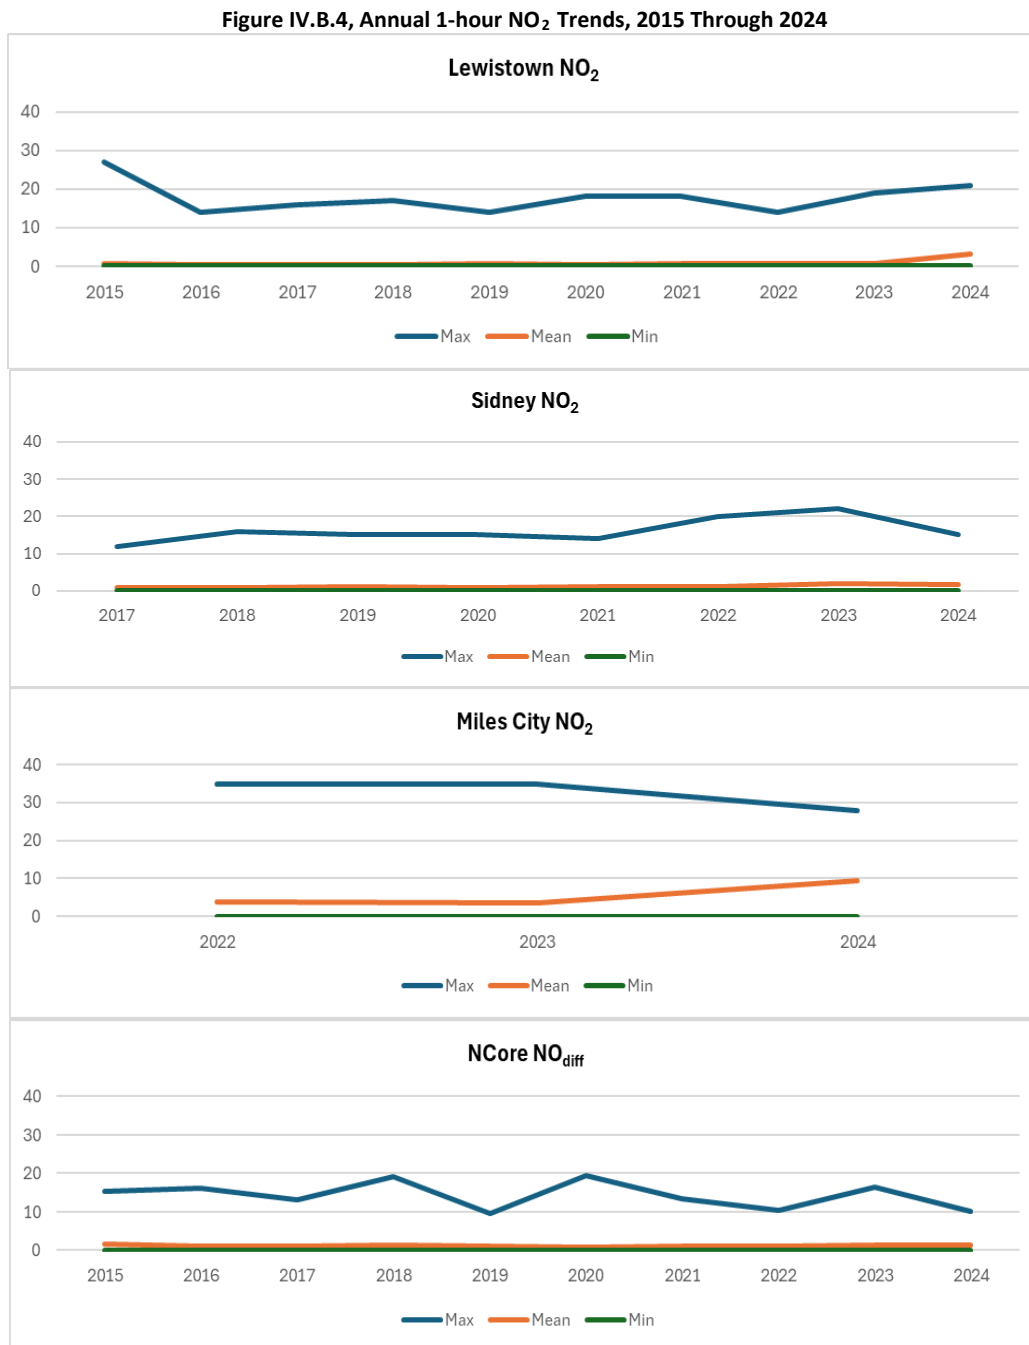 Figure IV.B.4, Annual 1-hour NO₂ Trends, 2015 Through 2024
Lewistown NO₂
40
30
20
10
0
2015 2016 2017 2018 2019 2020 2021 2022 2023 2024
Max Mean Min
Sidney NO₂
40
30
20
10
0
2017 2018 2019 2020 2021 2022 2023 2024
Max Mean Min
Miles City NO₂
40
30
20
10
0
2022 2023 2024
Max Mean Min
NCore NOdiff
40
30
20
10
0
2015 2016 2017 2018 2019 2020 2021 2022 2023 2024
Max Mean Min